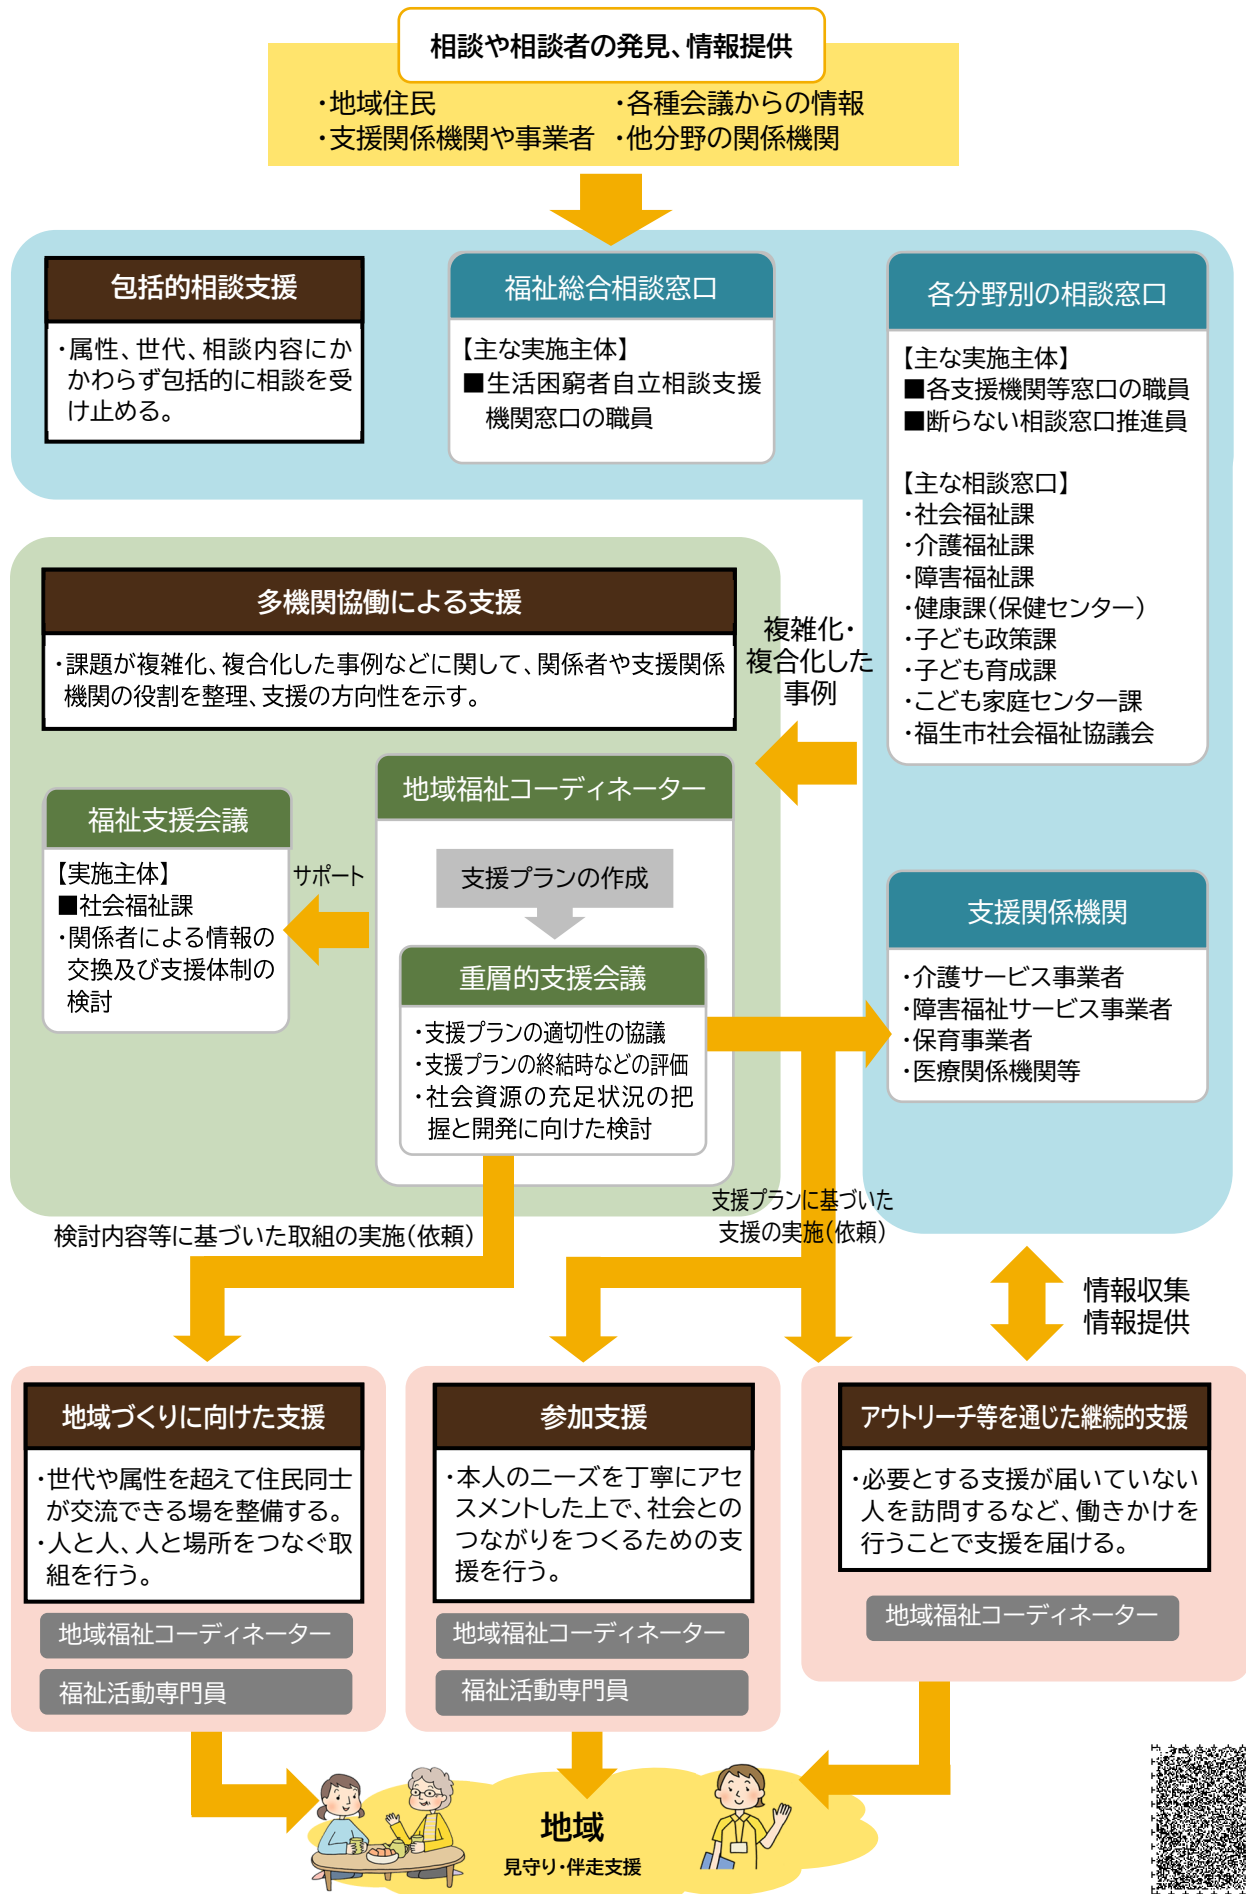 相談や相談者の発見、情報提供
・地域住民
・支援関係機関や事業者
・各種会議からの情報
・他分野の関係機関
包括的相談支援
・属性、世代、相談内容にか
かわらず包括的に相談を受
け止める。
福祉総合相談窓口
【主な実施主体】
■生活困窮者自立相談支援
機関窓口の職員
各分野別の相談窓口
【主な実施主体】
■各支援機関等窓口の職員
■断らない相談窓口推進員
【主な相談窓口】
・社会福祉課
・介護福祉課
・障害福祉課
・健康課(保健センター)
・子ども政策課
・子ども育成課
・こども家庭センター課
・福生市社会福祉協議会
多機関協働による支援
・課題が複雑化、複合化した事例などに関して、関係者や支援関係
機関の役割を整理、支援の方向性を示す。
複雑化・
複合化した
事例
地域福祉コーディネーター
支援プランの作成
福祉支援会議
【実施主体】
■社会福祉課
・関係者による情報の
交換及び支援体制の
検討
サポート
重層的支援会議
・支援プランの適切性の協議
・支援プランの終結時などの評価
・社会資源の充足状況の把
握と開発に向けた検討
支援関係機関
・介護サービス事業者
・障害福祉サービス事業者
・保育事業者
・医療関係機関等
検討内容等に基づいた取組の実施(依頼)
支援プランに基づいた
支援の実施(依頼)
情報収集
情報提供
地域づくりに向けた支援
・世代や属性を超えて住民同士
が交流できる場を整備する。
・人と人、人と場所をつなぐ取
組を行う。
地域福祉コーディネーター
福祉活動専門員
参加支援
・本人のニーズを丁寧にアセ
スメントした上で、社会との
つながりをつくるための支
援を行う。
地域福祉コーディネーター
福祉活動専門員
アウトリーチ等を通じた継続的支援
・必要とする支援が届いていない
人を訪問するなど、働きかけを
行うことで支援を届ける。
地域福祉コーディネーター
地域
見守り・伴走支援